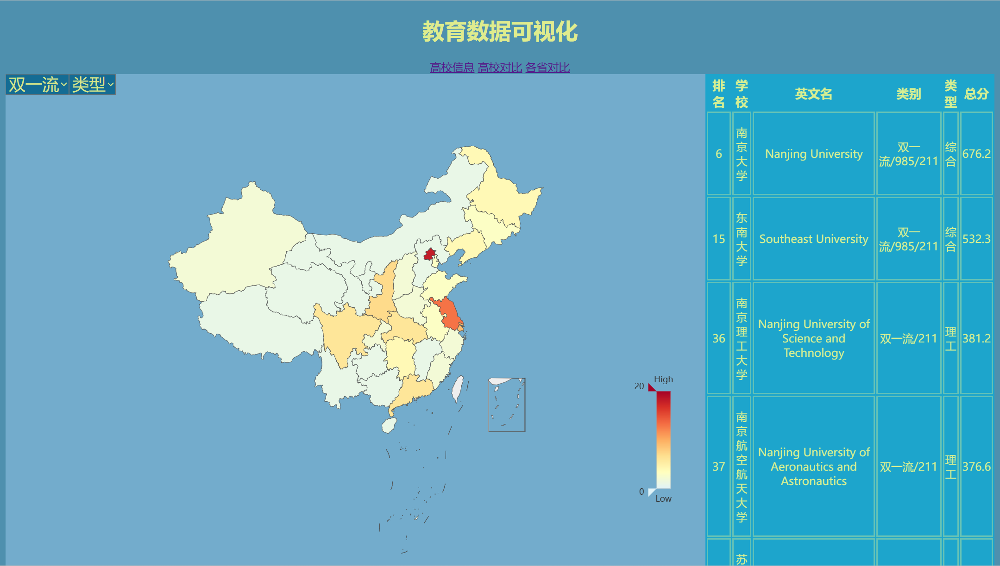 教育数据可视化
高校信息 高校对比 各省对比
双一流 类型
排名 学校 英文名 类别 类型 总分
6 南京大学 Nanjing University 双一流/985/211 综合 676.2
15 东南大学 Southeast University 双一流/985/211 综合 532.3
36 南京理工大学 Nanjing University of Science and Technology 双一流/211 理工 381.2
37 南京航空航天大学 Nanjing University of Aeronautics and Astronautics 双一流/211 理工 376.6
苏
High
20
0
Low